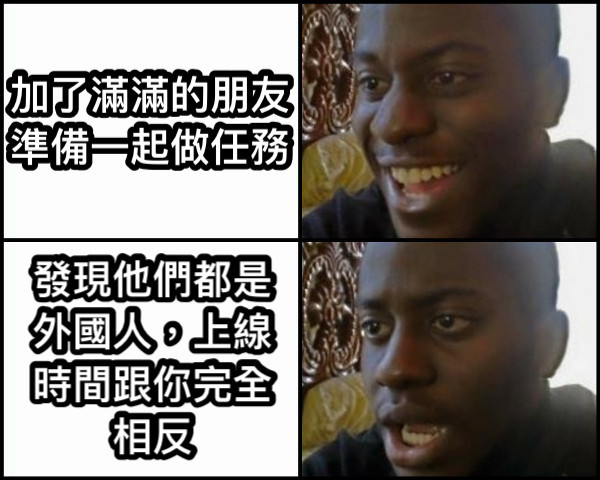 加了滿滿的朋友
準備一起做任務
發現他們都是
外國人，上線
時間跟你完全
相反